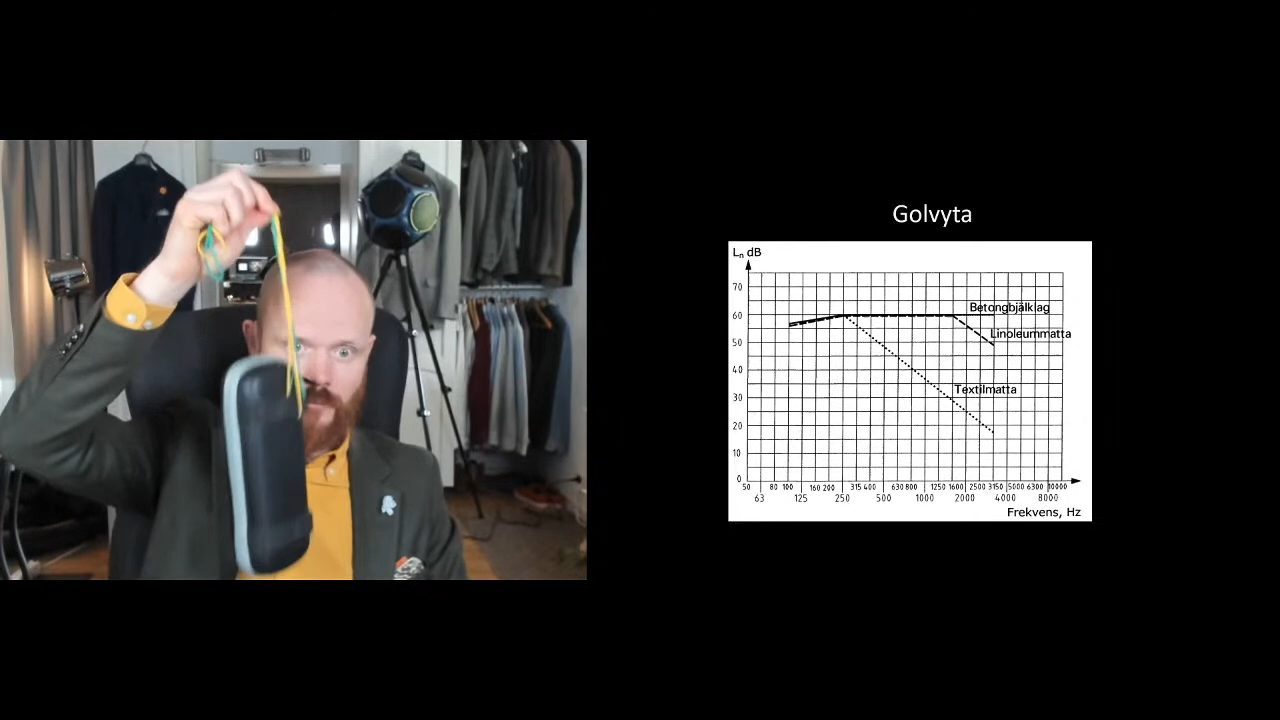 Golvyta
Lₙ dB
70
60
50
40
30
20
10
0
Betongbjälklag
Linoleummatta
Textilmatta
50 80 100 160 200 315 400 630 800 1250 1600 2500 3150 5000 6300 10000
63 125 250 500 1000 2000 4000 8000
Frekvens, Hz